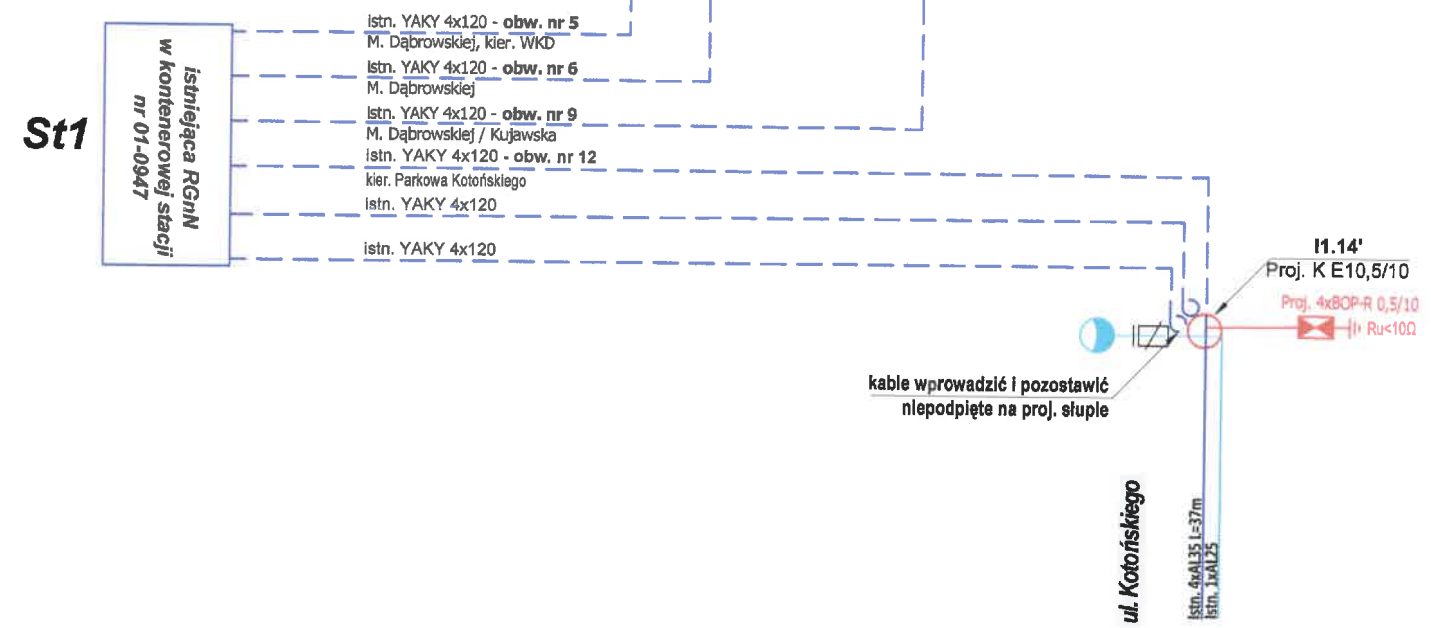 St1
istniejąca RGnN
w kontenerowej stacji
nr 01-0947
istn. YAKY 4x120 - obw. nr 5
M. Dąbrowskiej, kier. WKD
istn. YAKY 4x120 - obw. nr 6
M. Dąbrowskiej
istn. YAKY 4x120 - obw. nr 9
M. Dąbrowskiej / Kujawska
istn. YAKY 4x120 - obw. nr 12
kier. Parkowa Kotońskiego
istn. YAKY 4x120
istn. YAKY 4x120
I1.14'
Proj. K E10,5/10
Proj. 4xBOP-R 0,5/10
Ru<10Ω
kable wprowadzić i pozostawić
niepodpięte na proj. słupie
ul. Kotońskiego
Istn. 4xAL35 L=37m
Istn. 1xAL25